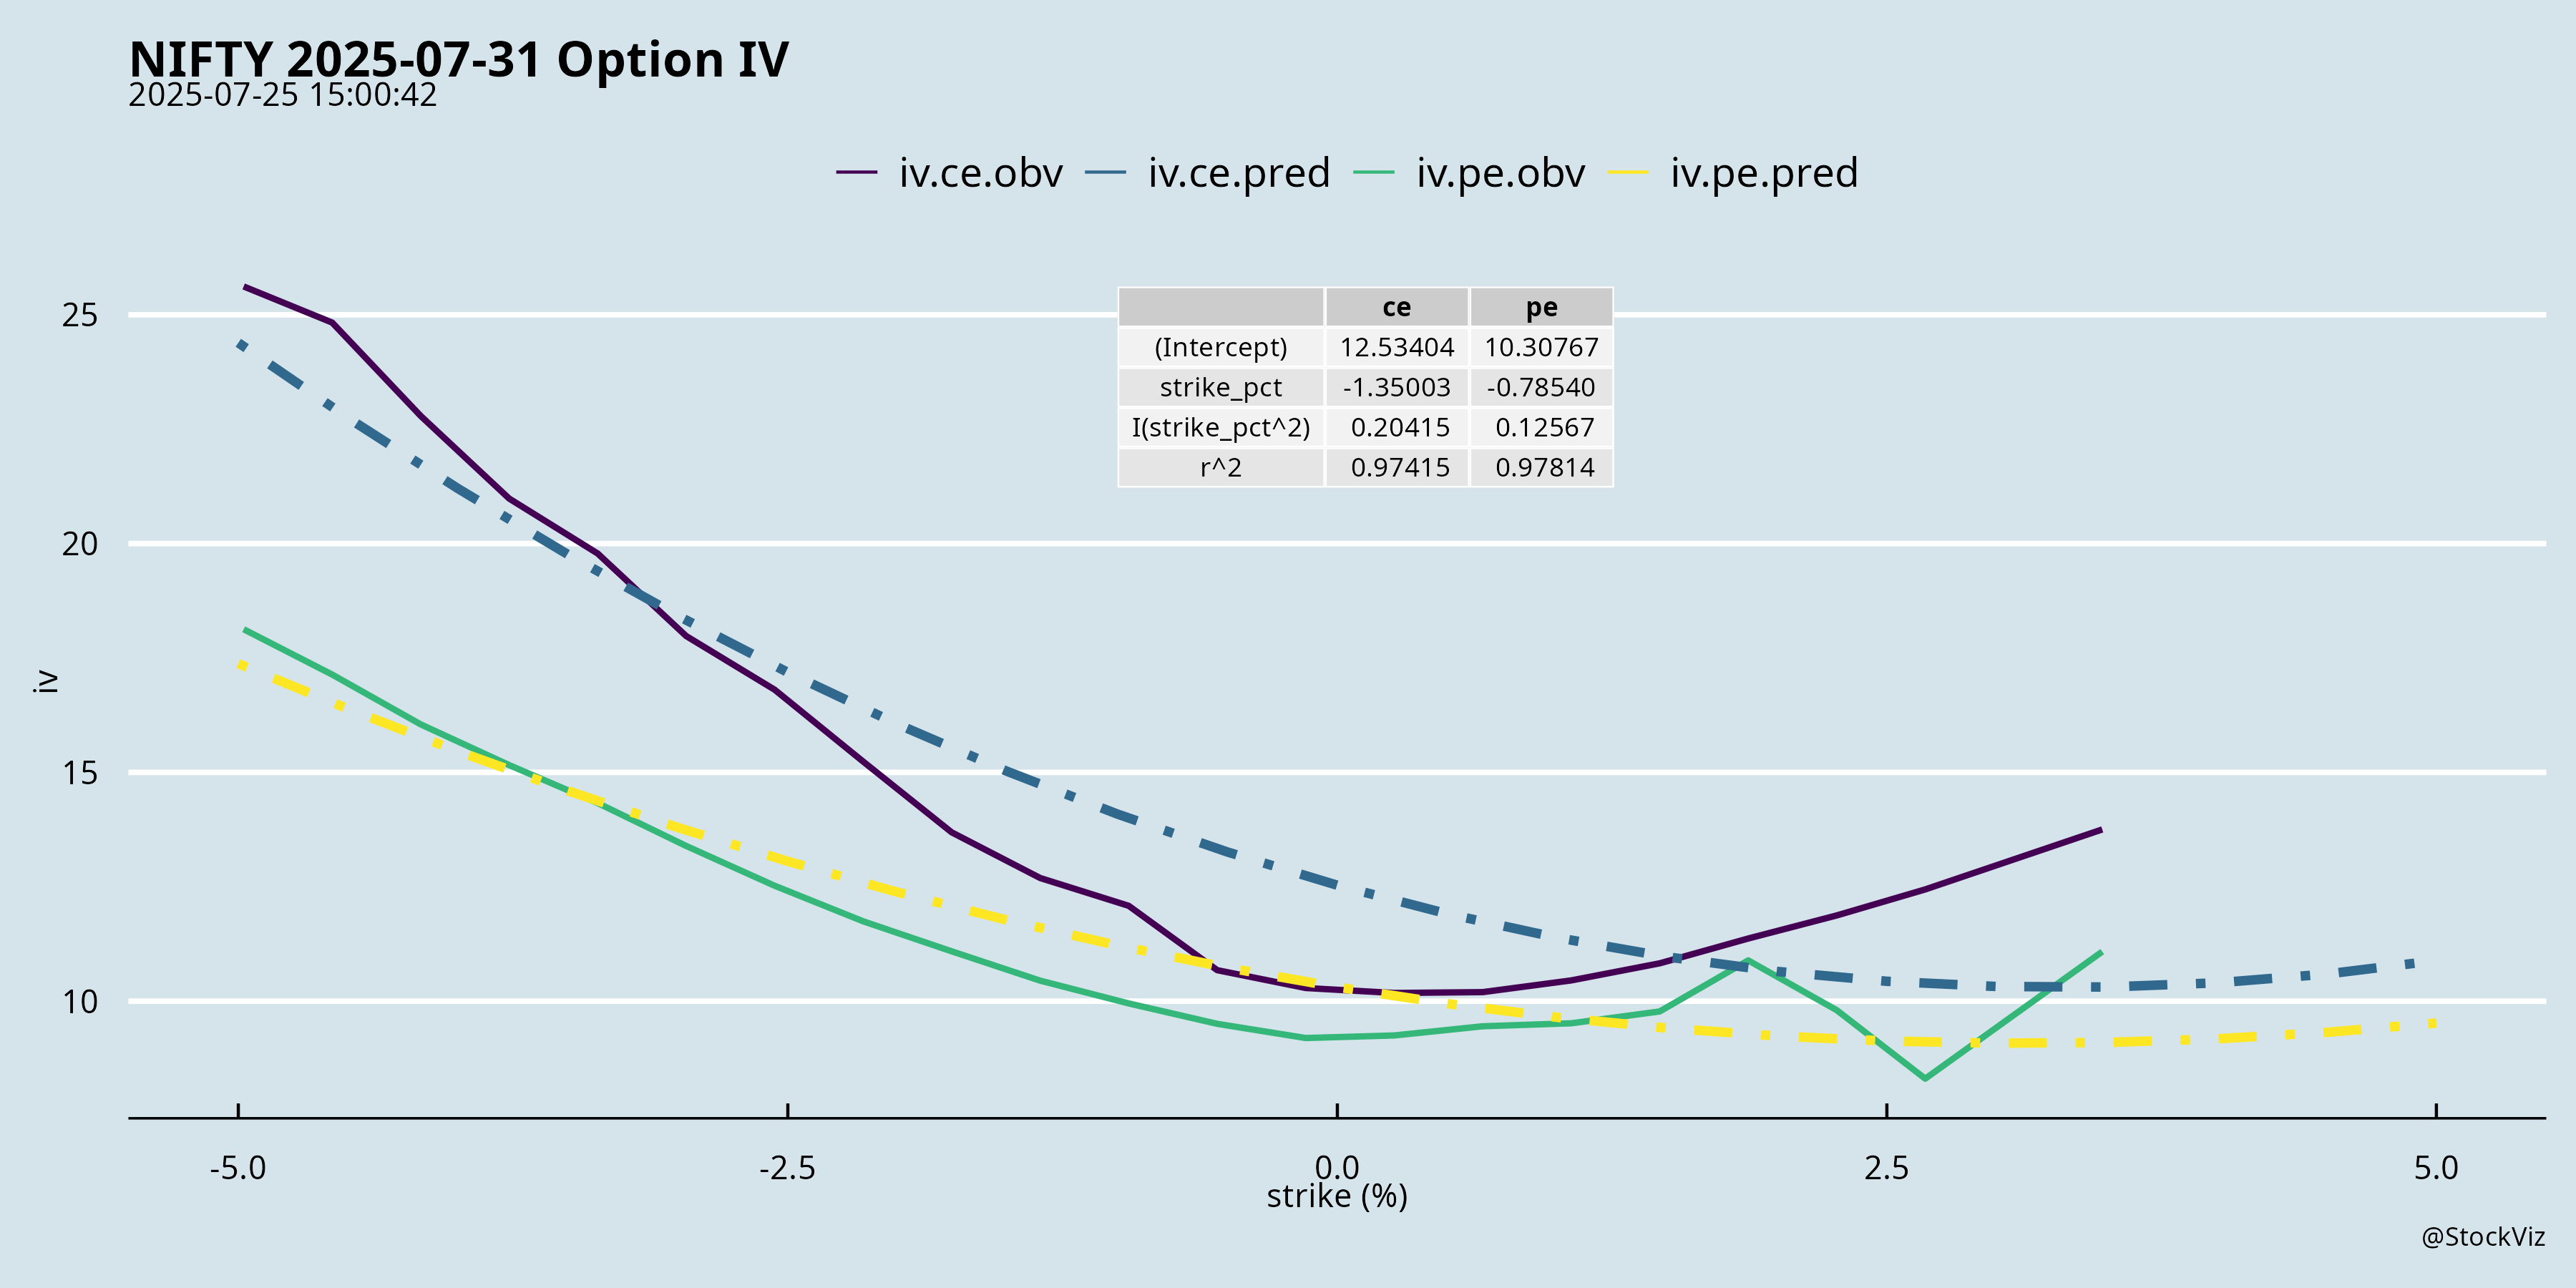 NIFTY 2025-07-31 Option IV
2025-07-25 15:00:42
iv.ce.obv iv.ce.pred iv.pe.obv iv.pe.pred
ce pe
(Intercept) 12.53404 10.30767
strike_pct -1.35003 -0.78540
I(strike_pct^2) 0.20415 0.12567
r^2 0.97415 0.97814
25
20
15
10
iv
-5.0 -2.5 0.0 2.5 5.0
strike (%)
@StockViz